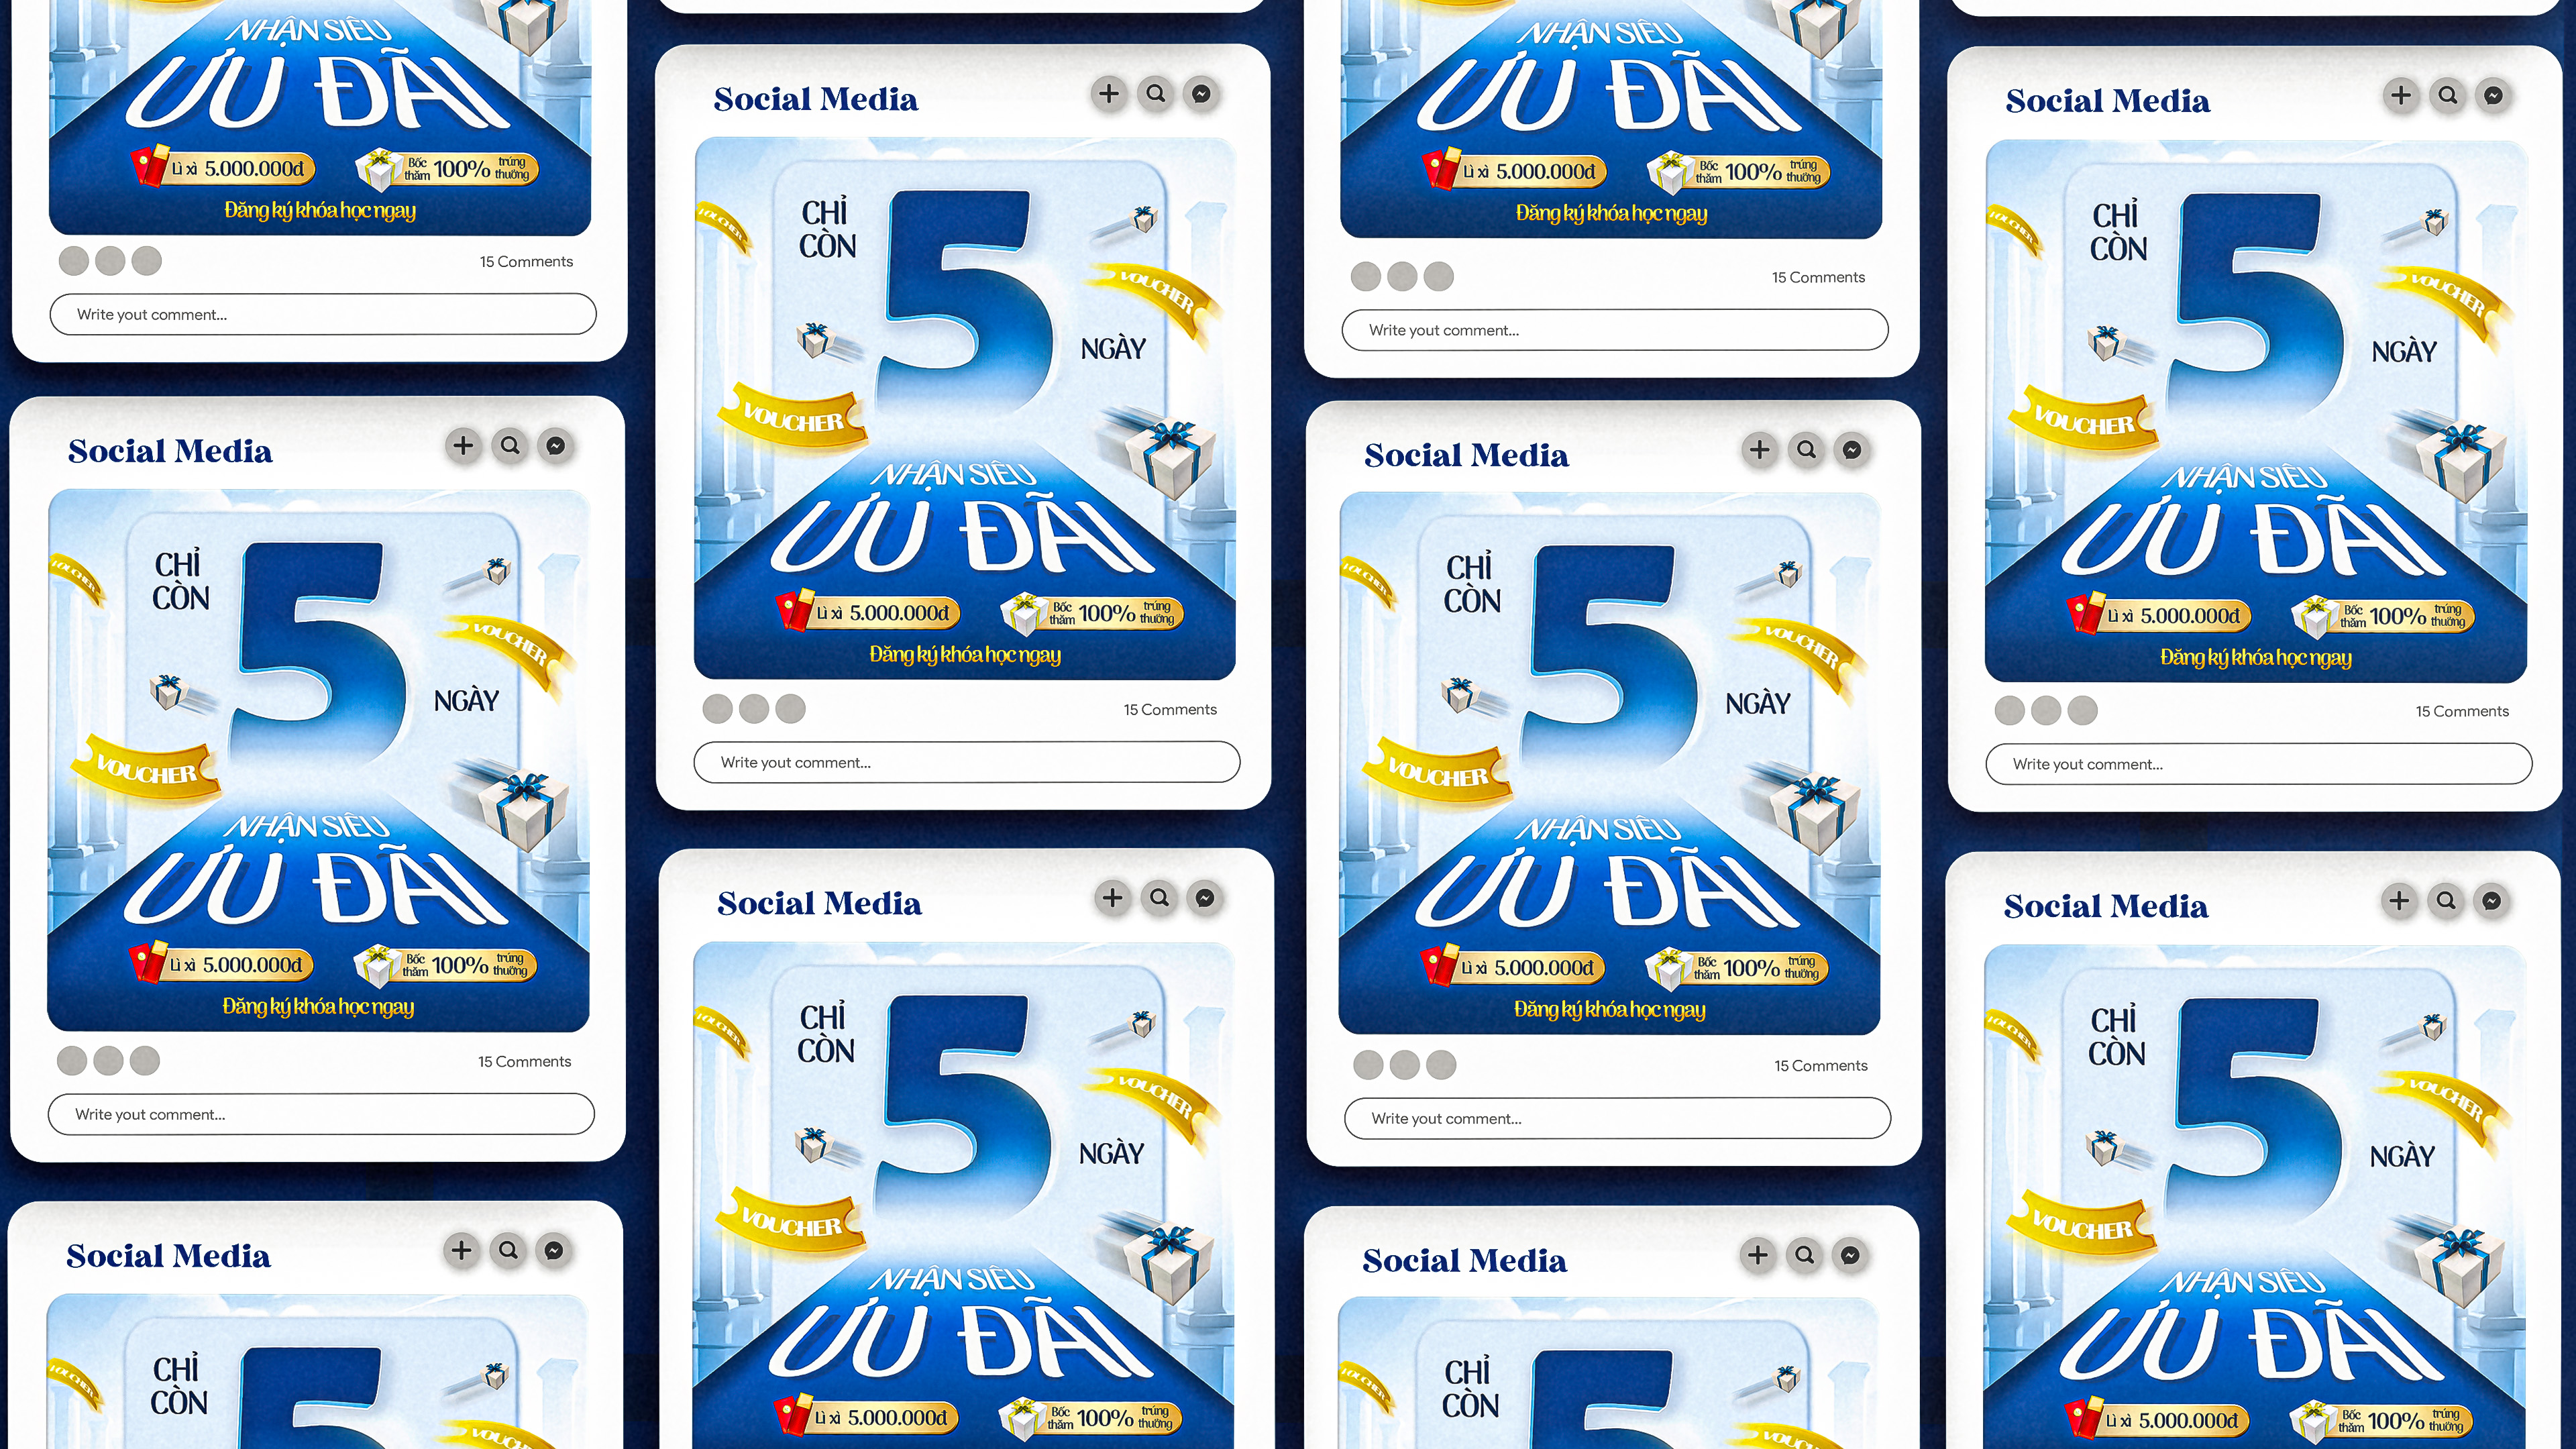 NHẬN SIÊU
ƯU ĐÃI
Lì xì 5.000.000đ
Bốc thăm 100% trúng thưởng
Đăng ký khóa học ngay
15 Comments
Write yout comment...
Social Media
CHỈ
CÒN
5
NGÀY
VOUCHER
VOUCHER
VOUCHER
NHẬN SIÊU
ƯU ĐÃI
Lì xì 5.000.000đ
Bốc thăm 100% trúng thưởng
Đăng ký khóa học ngay
15 Comments
Write yout comment...
Social Media
CHỈ
CÒN
5
VOUCHER
VOUCHER
Social Media
CHỈ
CÒN
5
VOUCHER
VOUCHER
NGÀY
VOUCHER
NHẬN SIÊU
ƯU ĐÃI
Lì xì 5.000.000đ
Bốc thăm 100% trúng thưởng
Đăng ký khóa học ngay
15 Comments
Write yout comment...
Social Media
CHỈ
CÒN
5
VOUCHER
VOUCHER
NGÀY
VOUCHER
NHẬN SIÊU
ƯU ĐÃI
Lì xì 5.000.000đ
Bốc thăm 100% trúng thưởng
NHẬN SIÊU
ƯU ĐÃI
Lì xì 5.000.000đ
Bốc thăm 100% trúng thưởng
Đăng ký khóa học ngay
15 Comments
Write yout comment...
Social Media
CHỈ
CÒN
5
VOUCHER
VOUCHER
NGÀY
VOUCHER
NHẬN SIÊU
ƯU ĐÃI
Lì xì 5.000.000đ
Bốc thăm 100% trúng thưởng
Đăng ký khóa học ngay
15 Comments
Write yout comment...
Social Media
CHỈ
CÒN
5
VOUCHER
VOUCHER
Social Media
CHỈ
CÒN
5
VOUCHER
VOUCHER
NGÀY
VOUCHER
NHẬN SIÊU
ƯU ĐÃI
Lì xì 5.000.000đ
Bốc thăm 100% trúng thưởng
Đăng ký khóa học ngay
15 Comments
Write yout comment...
Social Media
CHỈ
CÒN
5
VOUCHER
VOUCHER
NGÀY
VOUCHER
NHẬN SIÊU
ƯU ĐÃI
Lì xì 5.000.000đ
Bốc thăm 100% trúng thưởng